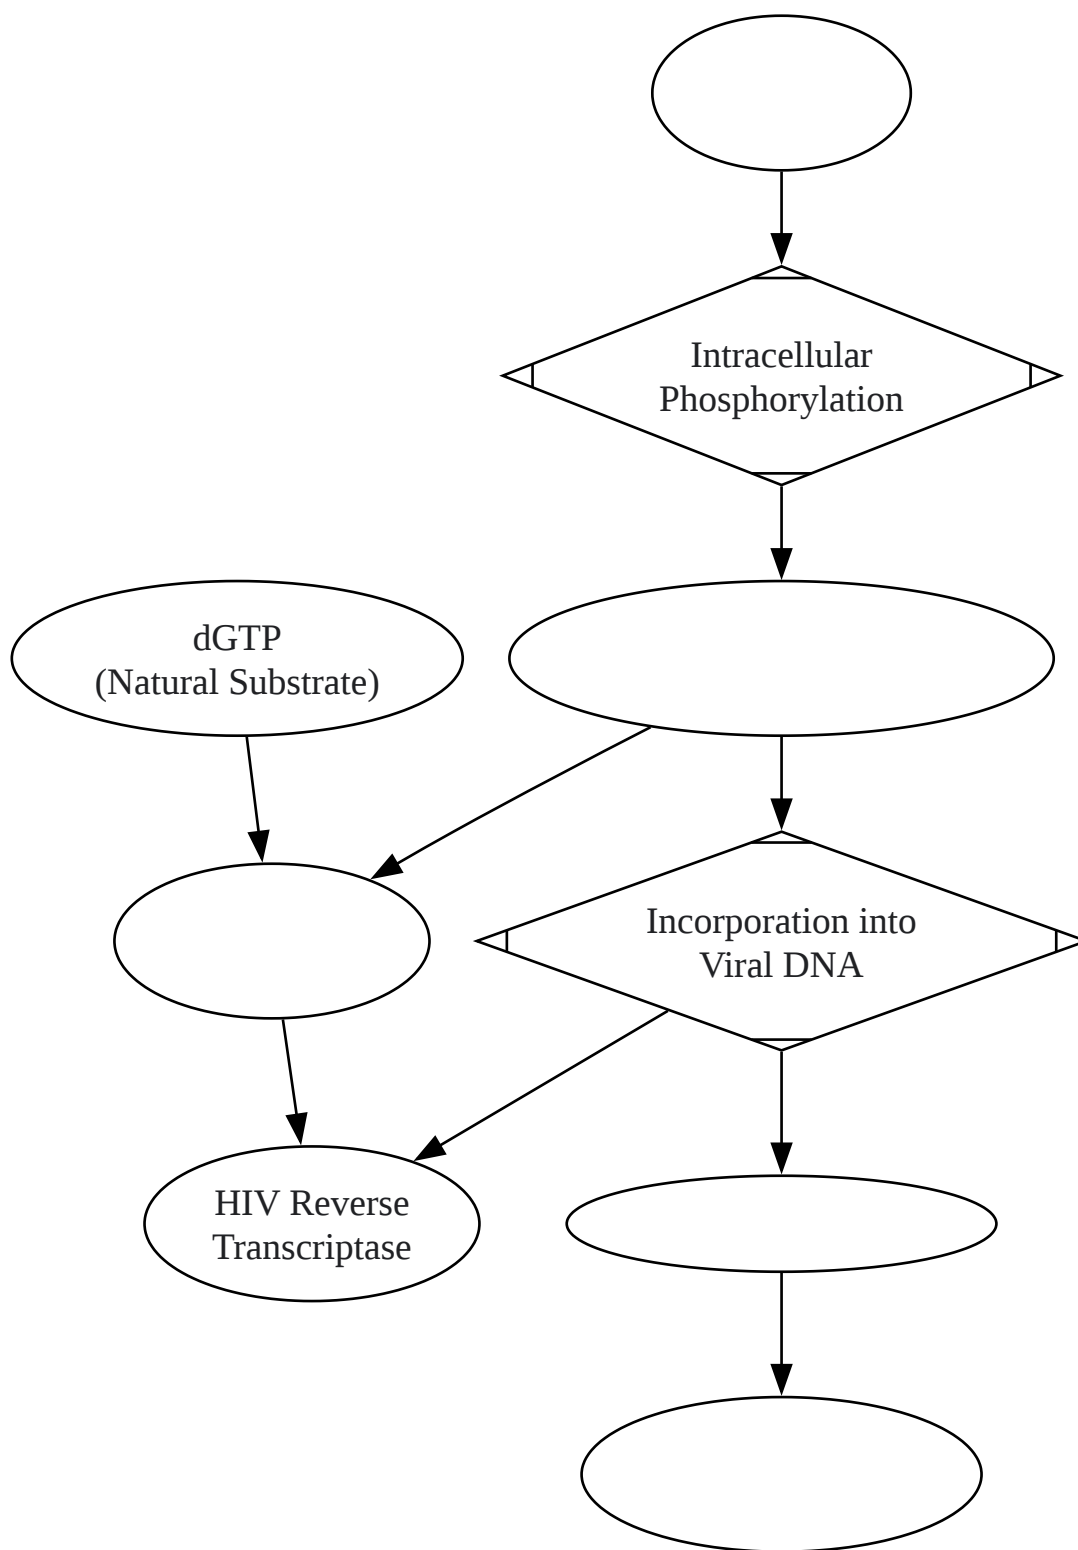 Intracellular
Phosphorylation
dGTP
(Natural Substrate)
Incorporation into
Viral DNA
HIV Reverse
Transcriptase